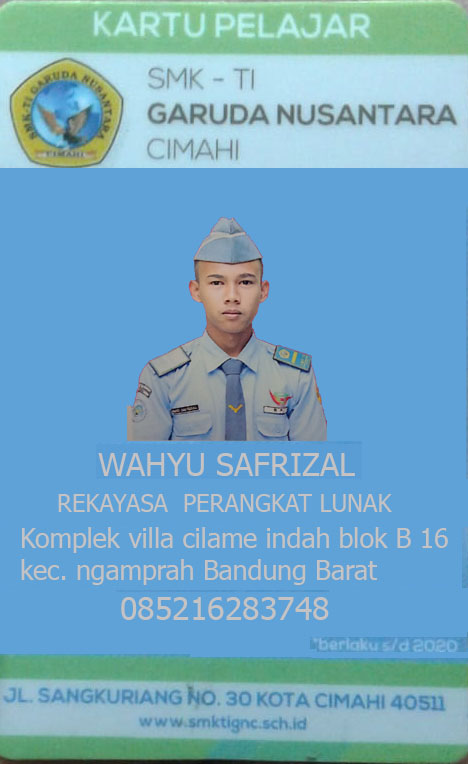 KARTU PELAJAR
SMK-TI GARUDA NUSANTARA
CIMAHI
SMK - TI
GARUDA NUSANTARA
CIMAHI
WAHYU SAFRIZAL
REKAYASA PERANGKAT LUNAK
Komplek villa cilame indah blok B 16
kec. ngamprah Bandung Barat
085216283748
*berlaku s/d 2020
JL. SANGKURIANG NO. 30 KOTA CIMAHI 40511
www.smktignc.sch.id